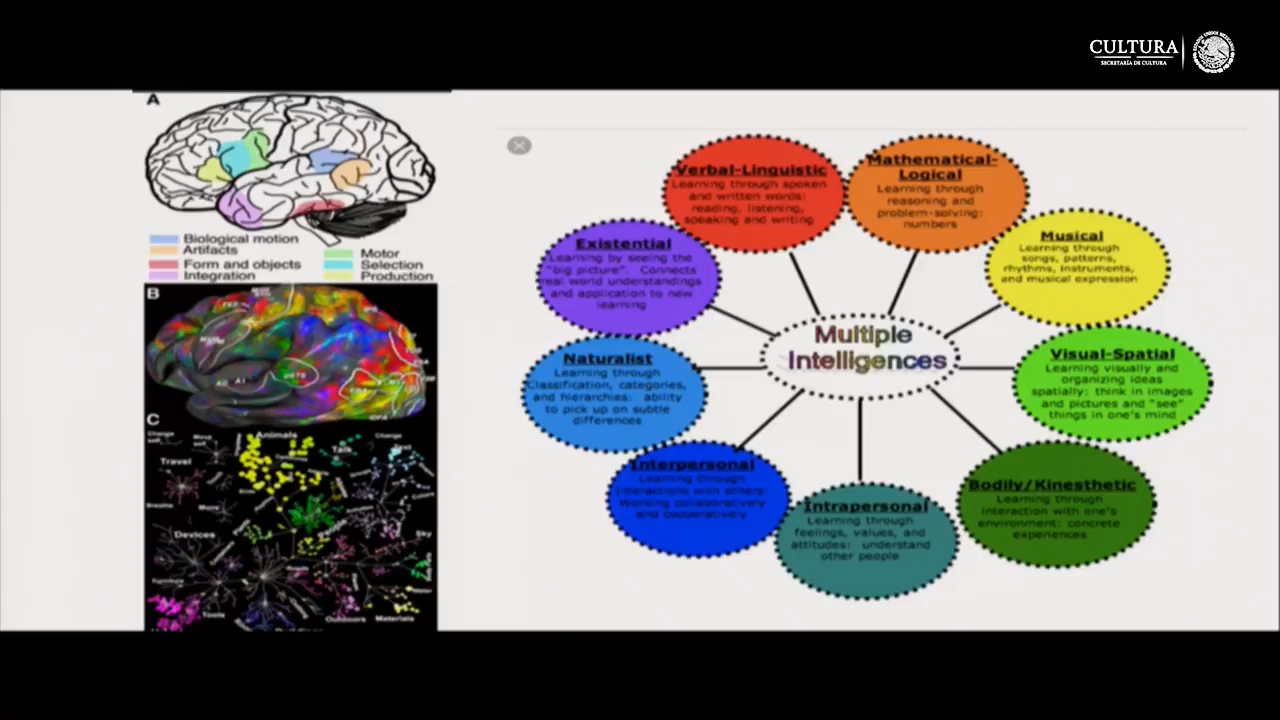 CULTURA
SECRETARÍA DE CULTURA
A
Biological motion
Artifacts
Form and objects
Integration
Motor
Selection
Production
B
A1
C
Animals
Talk
Change
Travel
Devices
Sky
Tools
Outdoors
Materials
Verbal-Linguistic
Learning through spoken
and written words:
reading, listening,
speaking and writing
Mathematical-
Logical
Learning through
reasoning and
problem-solving:
numbers
Musical
Learning through
songs, patterns,
rhythms, instruments,
and musical expression
Visual-Spatial
Learning visually and
organizing ideas
spatially: think in images
and pictures and "see"
things in one's mind
Bodily/Kinesthetic
Learning through
interaction with one's
environment: concrete
experiences
Intrapersonal
Learning through
feelings, values, and
attitudes: understand
other people
Interpersonal
Learning through
interactions with others:
Working collaboratively
and cooperatively
Naturalist
Learning through
Classification, categories,
and hierarchies: ability
to pick up on subtle
differences
Existential
Learning by seeing the
"big picture". Connects
real world understandings
and application to new
learning
Multiple
Intelligences